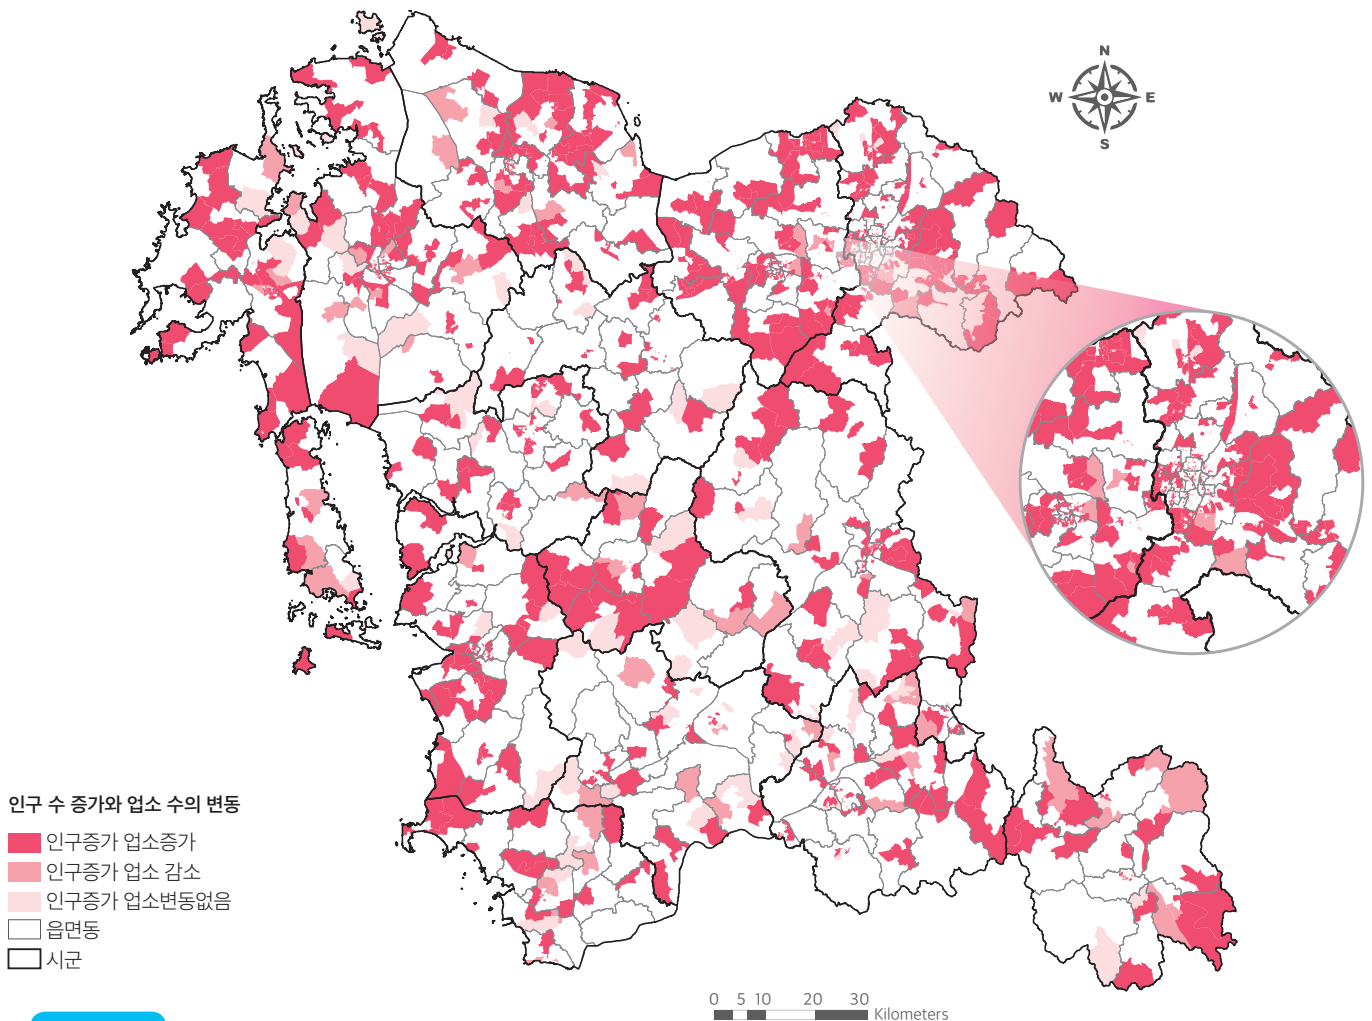 N
W E
S
인구 수 증가와 업소 수의 변동
인구증가 업소증가
인구증가 업소 감소
인구증가 업소변동없음
읍면동
시군
0 5 10 20 30
Kilometers